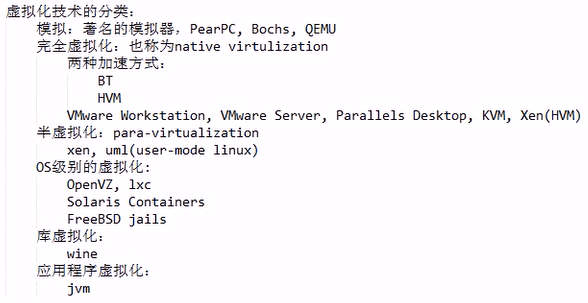 虚拟化技术的分类:
模拟: 著名的模拟器, PearPC, Bochs, QEMU
完全虚拟化: 也称为native virtulization
两种加速方式:
BT
HVM
VMware Workstation, VMware Server, Parallels Desktop, KVM, Xen(HVM)
半虚拟化: para-virtualization
xen, uml(user-mode linux)
OS级别的虚拟化:
OpenVZ, lxc
Solaris Containers
FreeBSD jails
库虚拟化:
wine
应用程序虚拟化:
jvm